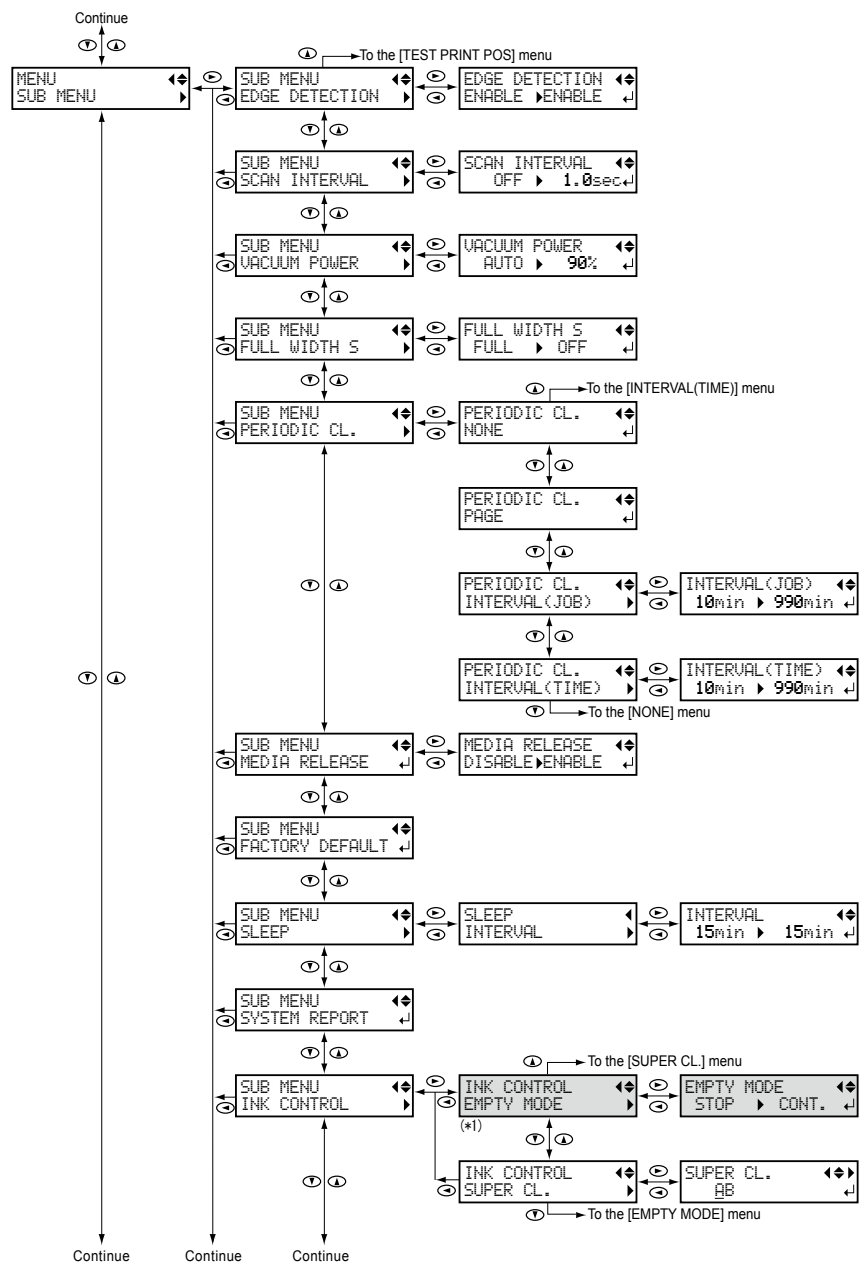 Continue
To the [TEST PRINT POS] menu
MENU
SUB MENU
SUB MENU
EDGE DETECTION
EDGE DETECTION
ENABLE ENABLE
SUB MENU
SCAN INTERVAL
SCAN INTERVAL
OFF 1.0sec
SUB MENU
VACUUM POWER
VACUUM POWER
AUTO 90%
SUB MENU
FULL WIDTH S
FULL WIDTH S
FULL OFF
To the [INTERVAL(TIME)] menu
SUB MENU
PERIODIC CL.
PERIODIC CL.
NONE
PERIODIC CL.
PAGE
PERIODIC CL.
INTERVAL(JOB)
INTERVAL(JOB)
10min 990min
PERIODIC CL.
INTERVAL(TIME)
INTERVAL(TIME)
10min 990min
To the [NONE] menu
SUB MENU
MEDIA RELEASE
MEDIA RELEASE
DISABLE ENABLE
SUB MENU
FACTORY DEFAULT
SUB MENU
SLEEP
SLEEP
INTERVAL
INTERVAL
15min 15min
SUB MENU
SYSTEM REPORT
To the [SUPER CL.] menu
SUB MENU
INK CONTROL
INK CONTROL
EMPTY MODE
EMPTY MODE
STOP CONT.
(*1)
INK CONTROL
SUPER CL.
SUPER CL.
AB
To the [EMPTY MODE] menu
Continue
Continue
Continue